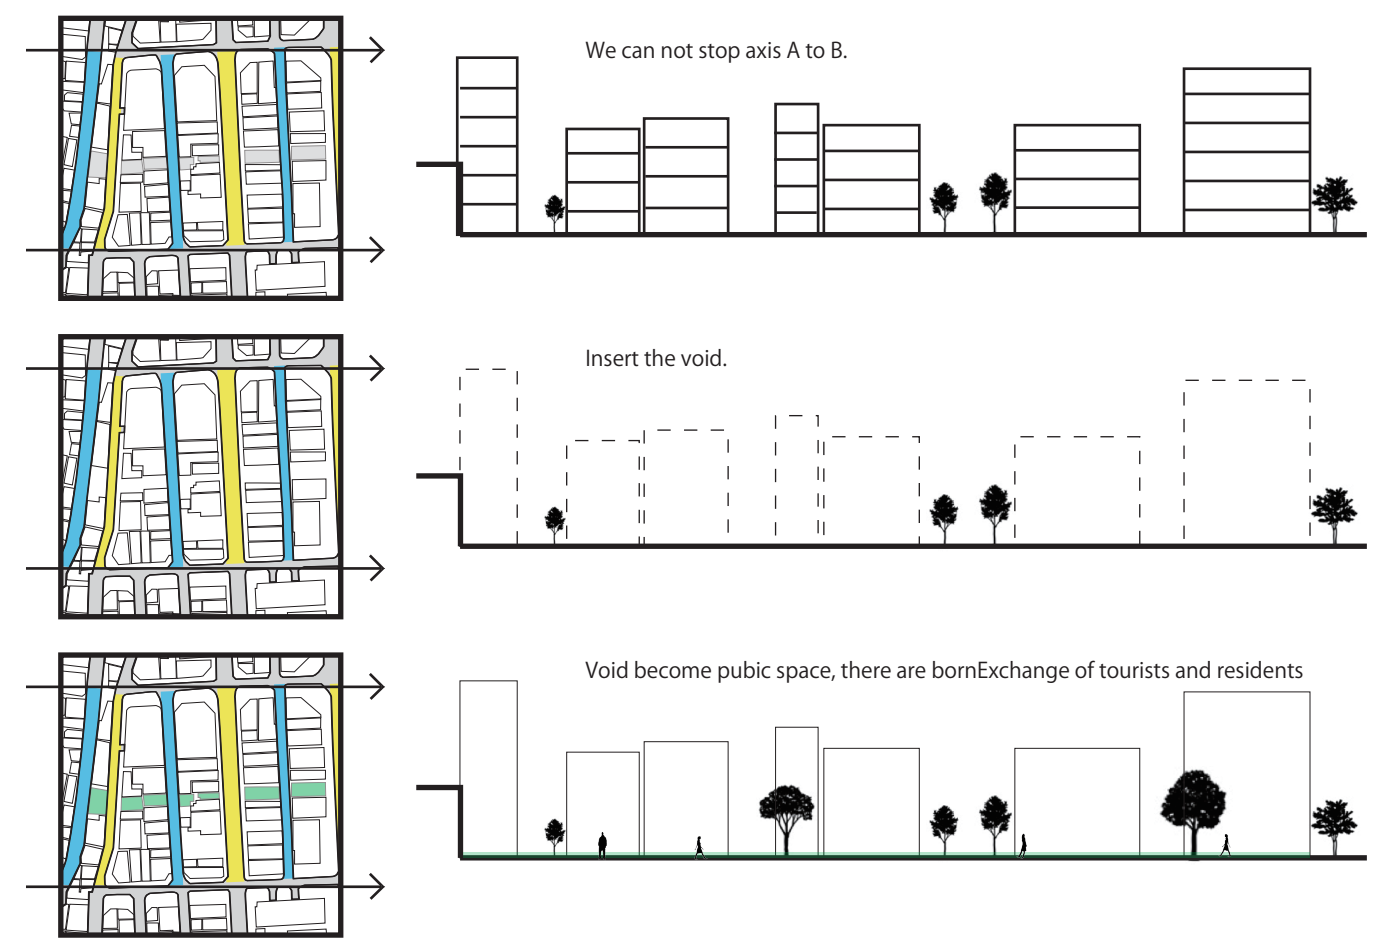 We can not stop axis A to B.
Insert the void.
Void become pubic space, there are bornExchange of tourists and residents